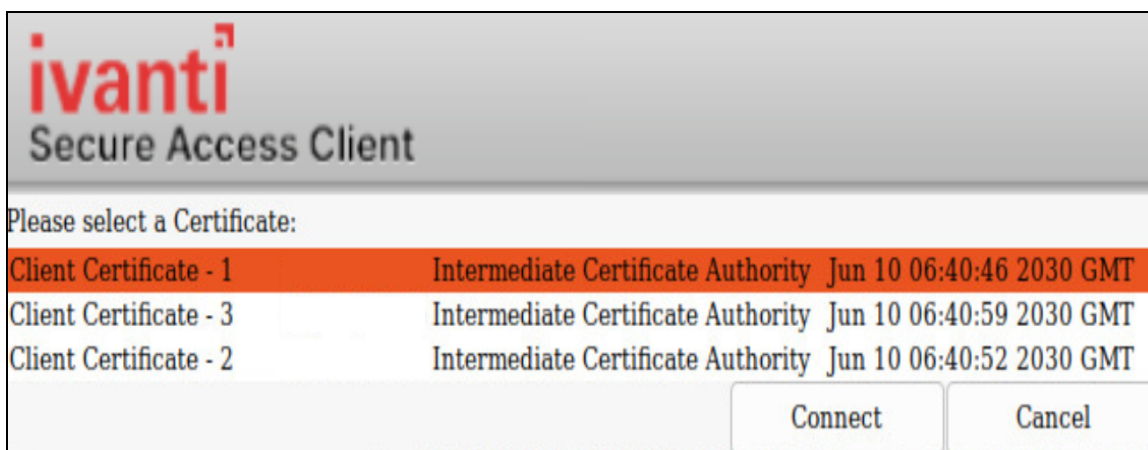 ivanti
Secure Access Client
Please select a Certificate:
Client Certificate - 1 Intermediate Certificate Authority Jun 10 06:40:46 2030 GMT
Client Certificate - 3 Intermediate Certificate Authority Jun 10 06:40:59 2030 GMT
Client Certificate - 2 Intermediate Certificate Authority Jun 10 06:40:52 2030 GMT
Connect Cancel